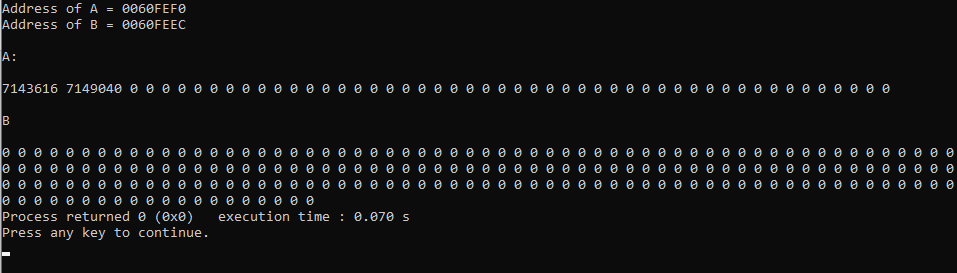 Address of A = 0060FEF0
Address of B = 0060FEEC
A:
7143616 7149040 0 0 0 0 0 0 0 0 0 0 0 0 0 0 0 0 0 0 0 0 0 0 0 0 0 0 0 0 0 0 0 0 0 0 0 0 0 0 0 0 0 0 0 0 0 0 0 0
B
0 0 0 0 0 0 0 0 0 0 0 0 0 0 0 0 0 0 0 0 0 0 0 0 0 0 0 0 0 0 0 0 0 0 0 0 0 0 0 0 0 0 0 0 0 0 0 0 0 0 0 0 0 0 0 0 0 0 0 0
0 0 0 0 0 0 0 0 0 0 0 0 0 0 0 0 0 0 0 0 0 0 0 0 0 0 0 0 0 0 0 0 0 0 0 0 0 0 0 0 0 0 0 0 0 0 0 0 0 0 0 0 0 0 0 0 0 0 0 0
0 0 0 0 0 0 0 0 0 0 0 0 0 0 0 0 0 0 0 0 0 0 0 0 0 0 0 0 0 0 0 0 0 0 0 0 0 0 0 0 0 0 0 0 0 0 0 0 0 0 0 0 0 0 0 0 0 0 0 0
0 0 0 0 0 0 0 0 0 0 0 0 0 0 0 0 0 0 0 0
Process returned 0 (0x0)   execution time : 0.070 s
Press any key to continue.